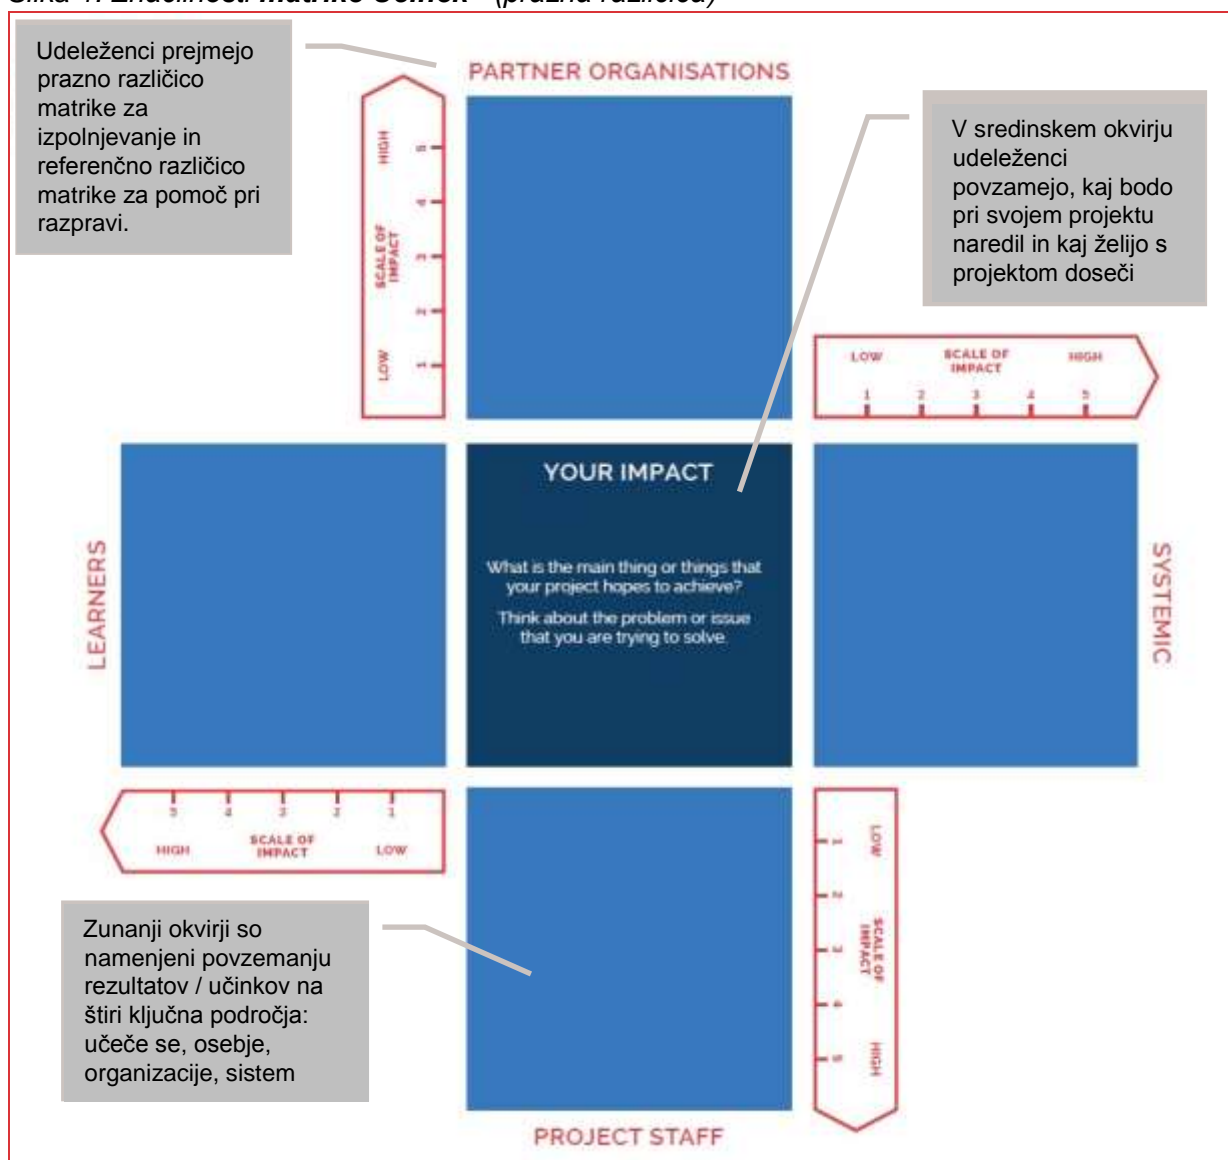 (prazna različica)
Udeleženci prejmejo
prazno različico
matrike za
izpolnjevanje in
referenčno različico
matrike za pomoč pri
razpravi.
PARTNER ORGANISATIONS
V sredinskem okvirju
udeleženci
povzamejo, kaj bodo
pri svojem projektu
naredil in kaj želijo s
projektom doseči
HIGH
SCALE OF
IMPACT
LOW
5
4
3
2
1
LOW
SCALE OF
IMPACT
HIGH
1 2 3 4 5
LEARNERS
YOUR IMPACT
What is the main thing or things that
your project hopes to achieve?
Think about the problem or issue
that you are trying to solve.
SYSTEMIC
5 4 3 2 1
HIGH
SCALE OF
IMPACT
LOW
1
2
3
4
5
LOW
SCALE OF
IMPACT
HIGH
Zunanji okvirji so
namenjeni povzemanju
rezultatov / učinkov na
štiri ključna področja:
učeče se, osebje,
organizacije, sistem
PROJECT STAFF